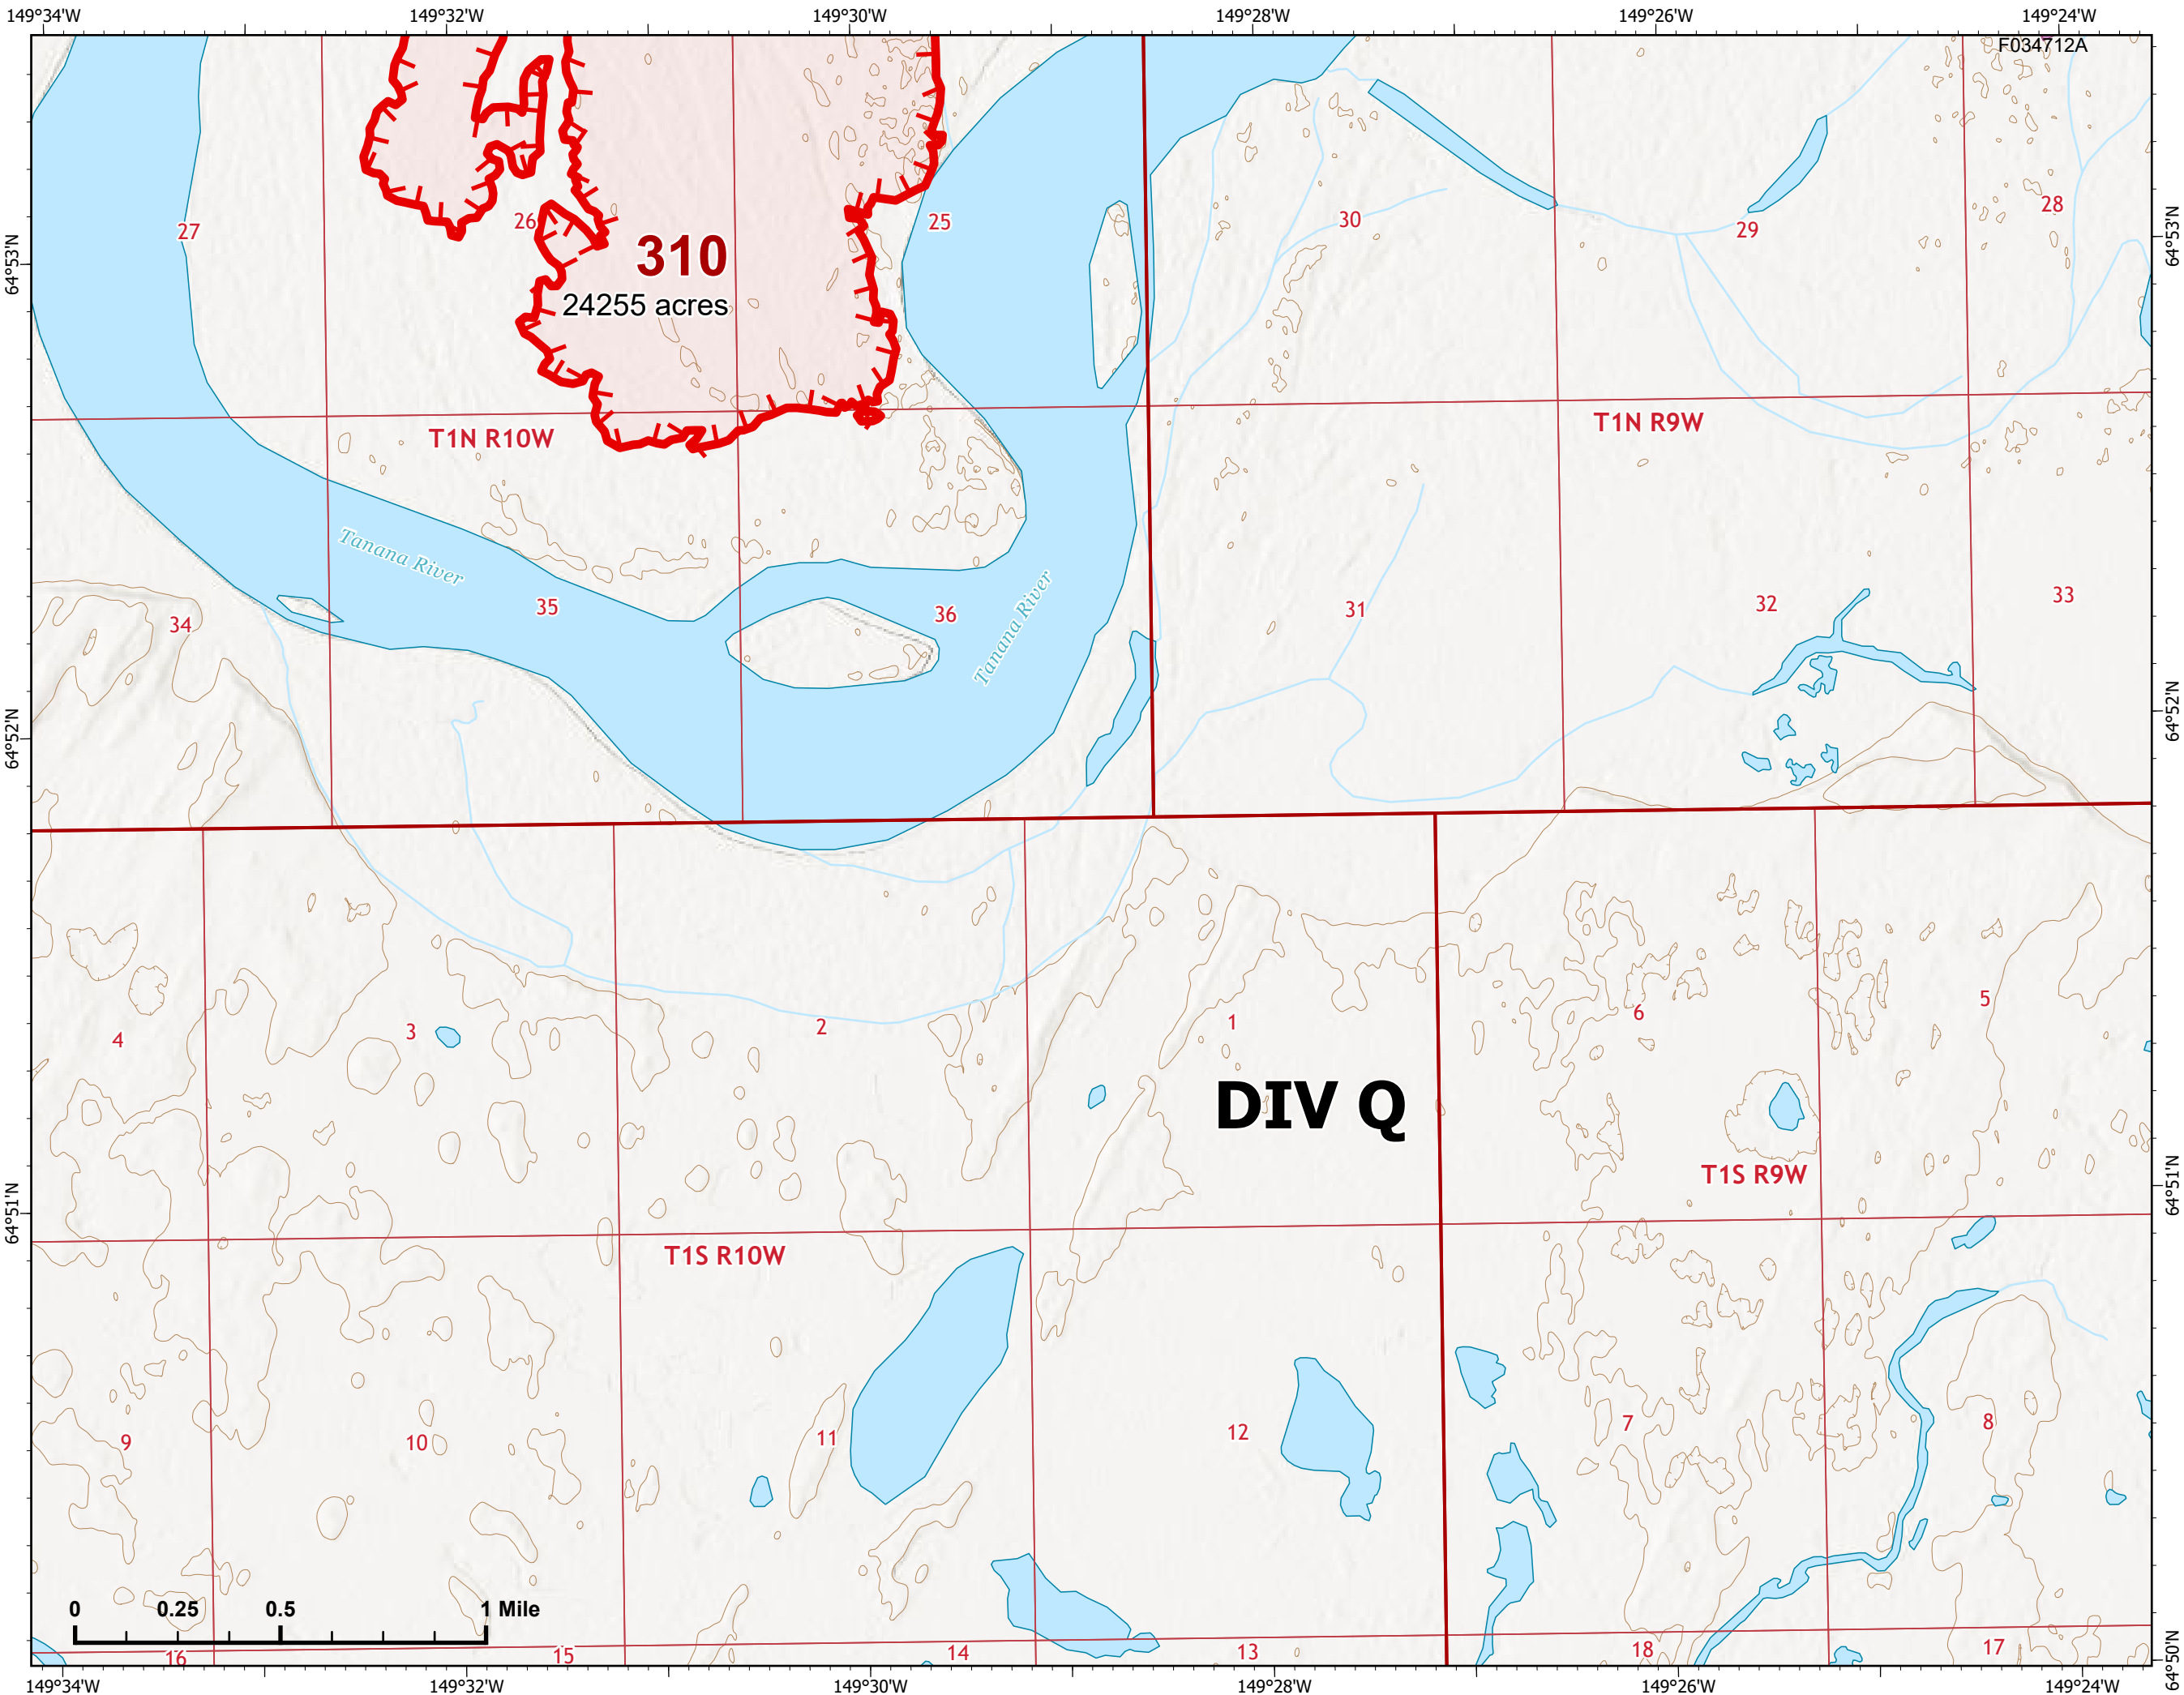 149°34'W 149°32'W 149°30'W 149°28'W 149°26'W 149°24'W
F034712A
64°53'N
64°53'N
27
26
25
30
29
28
310
24255 acres
T1N R10W
T1N R9W
Tanana River
Tanana River
34
35
36
31
32
33
64°52'N
64°52'N
4
3
2
1
6
5
DIV Q
T1S R9W
64°51'N
64°51'N
T1S R10W
9
10
11
12
7
8
0 0.25 0.5 1 Mile
16
15
14
13
18
17
64°50'N
149°34'W 149°32'W 149°30'W 149°28'W 149°26'W 149°24'W